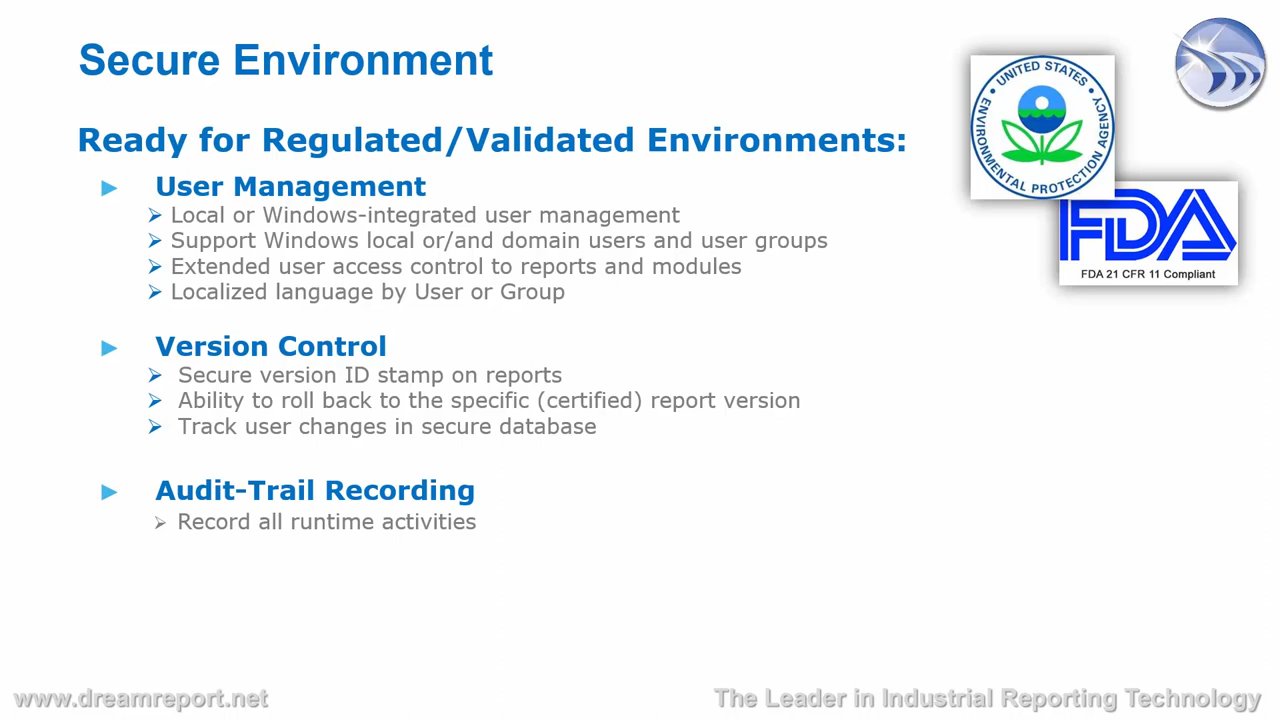 Secure Environment
UNITED STATES
ENVIRONMENTAL PROTECTION AGENCY
FDA
FDA 21 CFR 11 Compliant
Ready for Regulated/Validated Environments:
User Management
Local or Windows-integrated user management
Support Windows local or/and domain users and user groups
Extended user access control to reports and modules
Localized language by User or Group
Version Control
Secure version ID stamp on reports
Ability to roll back to the specific (certified) report version
Track user changes in secure database
Audit-Trail Recording
Record all runtime activities
www.dreamreport.net
The Leader in Industrial Reporting Technology